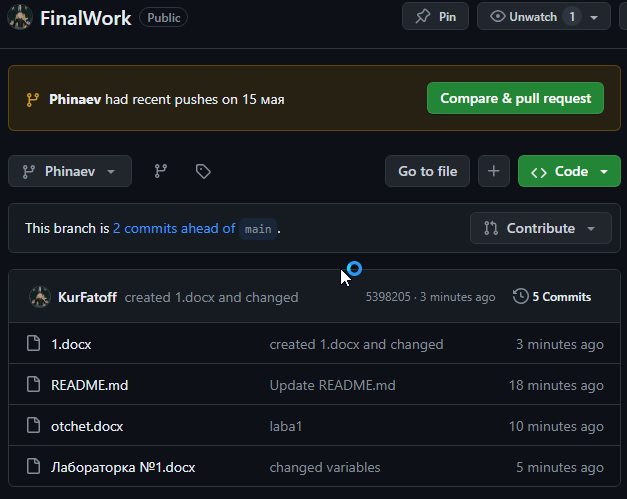 FinalWork Public Pin Unwatch 1
Phinaev had recent pushes on 15 мая Compare & pull request
Phinaev Go to file Code
This branch is 2 commits ahead of main. Contribute
KurFatoff created 1.docx and changed 5398205 · 3 minutes ago 5 Commits
1.docx created 1.docx and changed 3 minutes ago
README.md Update README.md 18 minutes ago
otchet.docx laba1 10 minutes ago
Лабораторка №1.docx changed variables 5 minutes ago